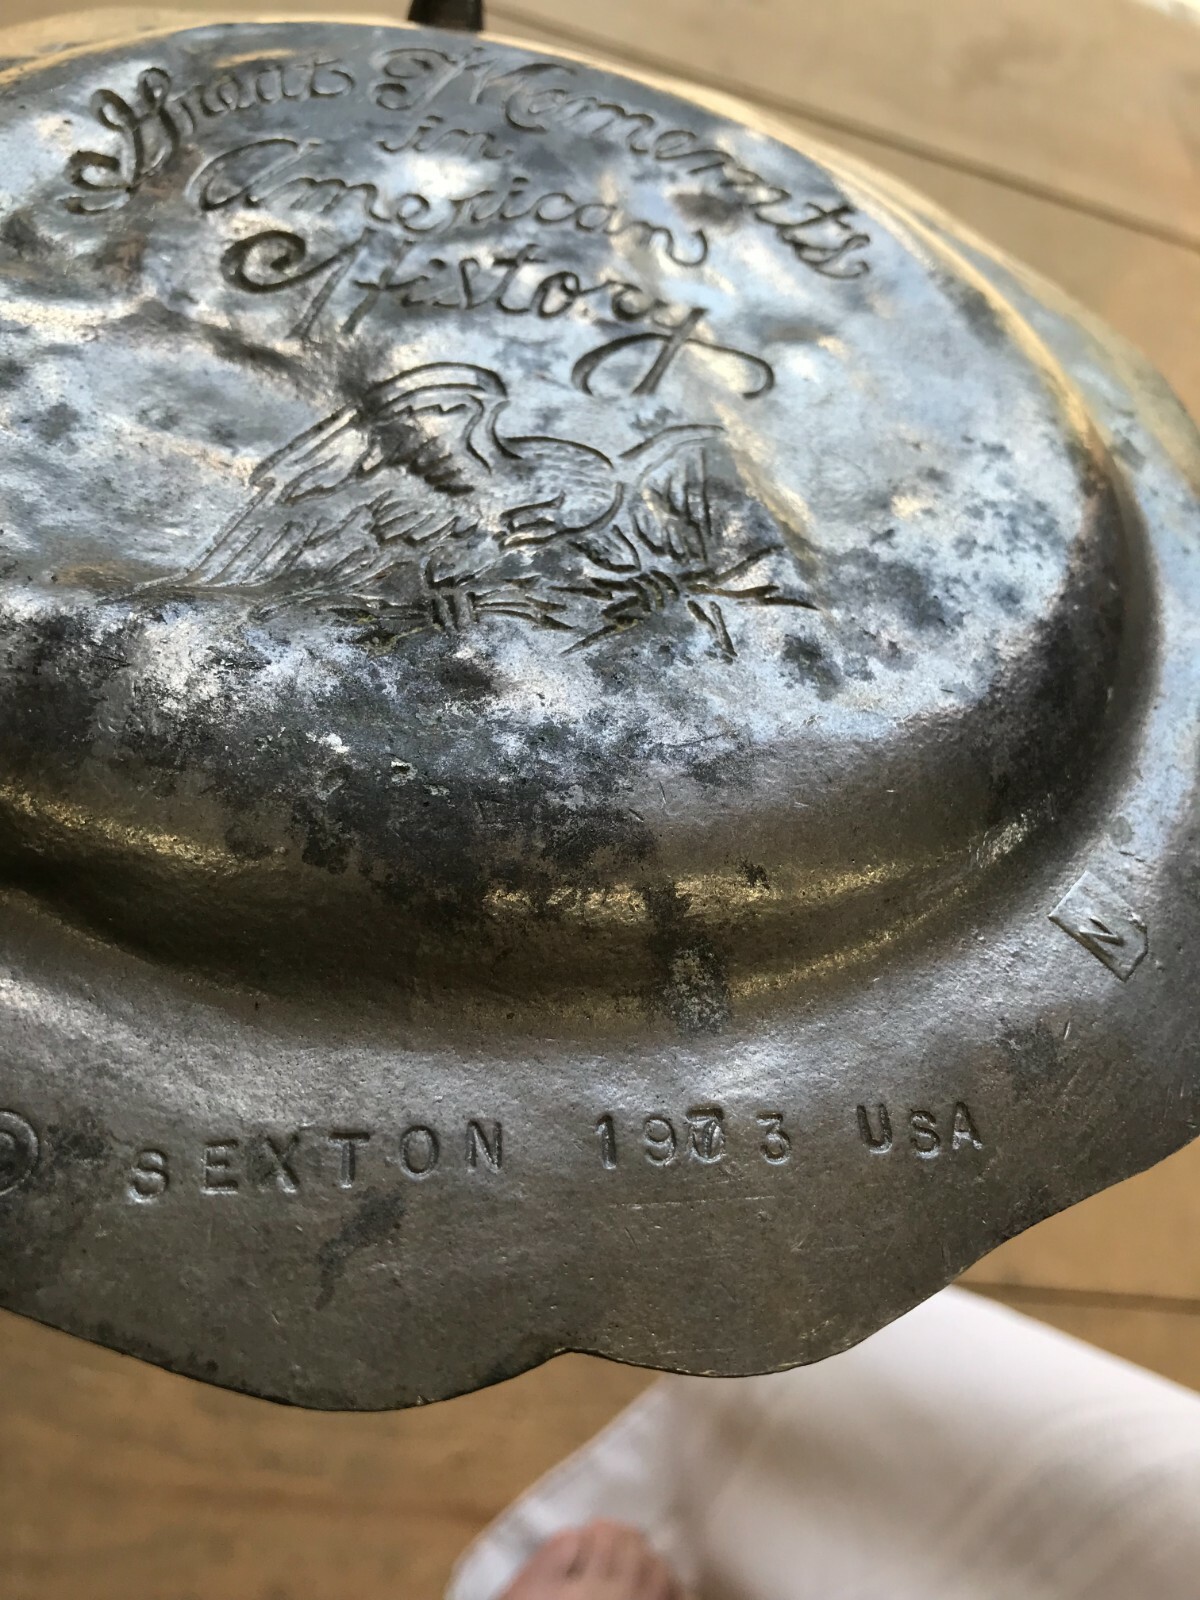 Great Moments
in
American
History
N
© SEXTON 1973 USA